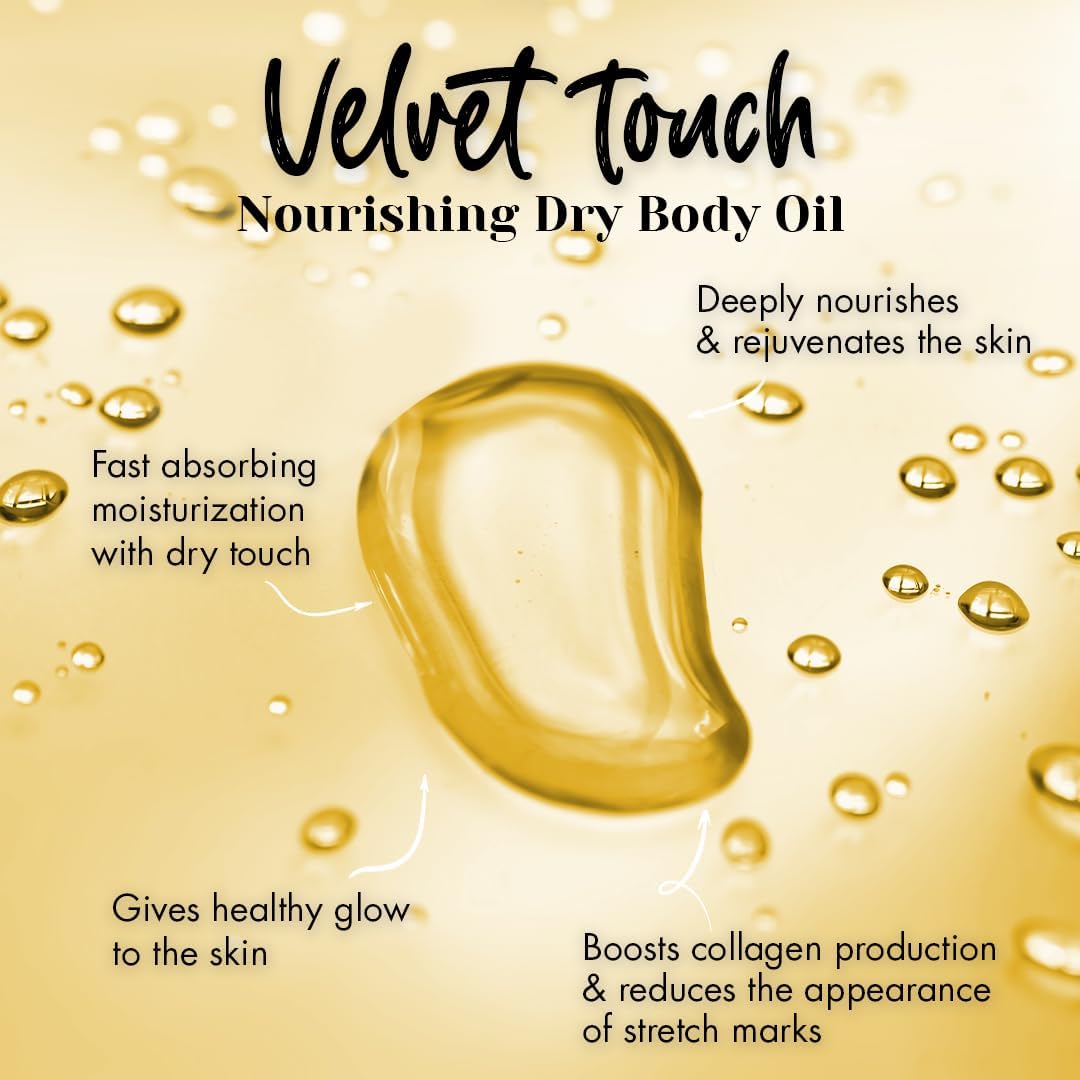 Velvet Touch
Nourishing Dry Body Oil
Deeply nourishes
& rejuvenates the skin
Fast absorbing
moisturization
with dry touch
Gives healthy glow
to the skin
Boosts collagen production
& reduces the appearance
of stretch marks